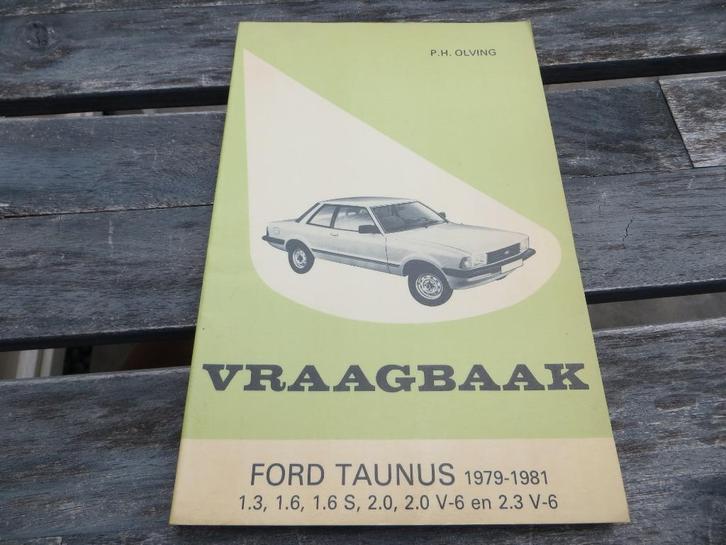 P.H. OLVING
VRAAGBAAK
FORD TAUNUS 1979-1981
1.3, 1.6, 1.6 S, 2.0, 2.0 V-6 en 2.3 V-6